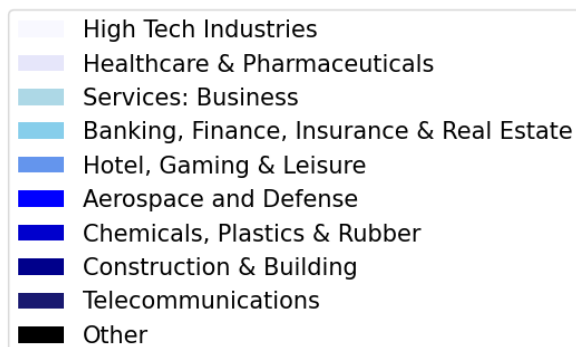 High Tech Industries
Healthcare & Pharmaceuticals
Services: Business
Banking, Finance, Insurance & Real Estate
Hotel, Gaming & Leisure
Aerospace and Defense
Chemicals, Plastics & Rubber
Construction & Building
Telecommunications
Other